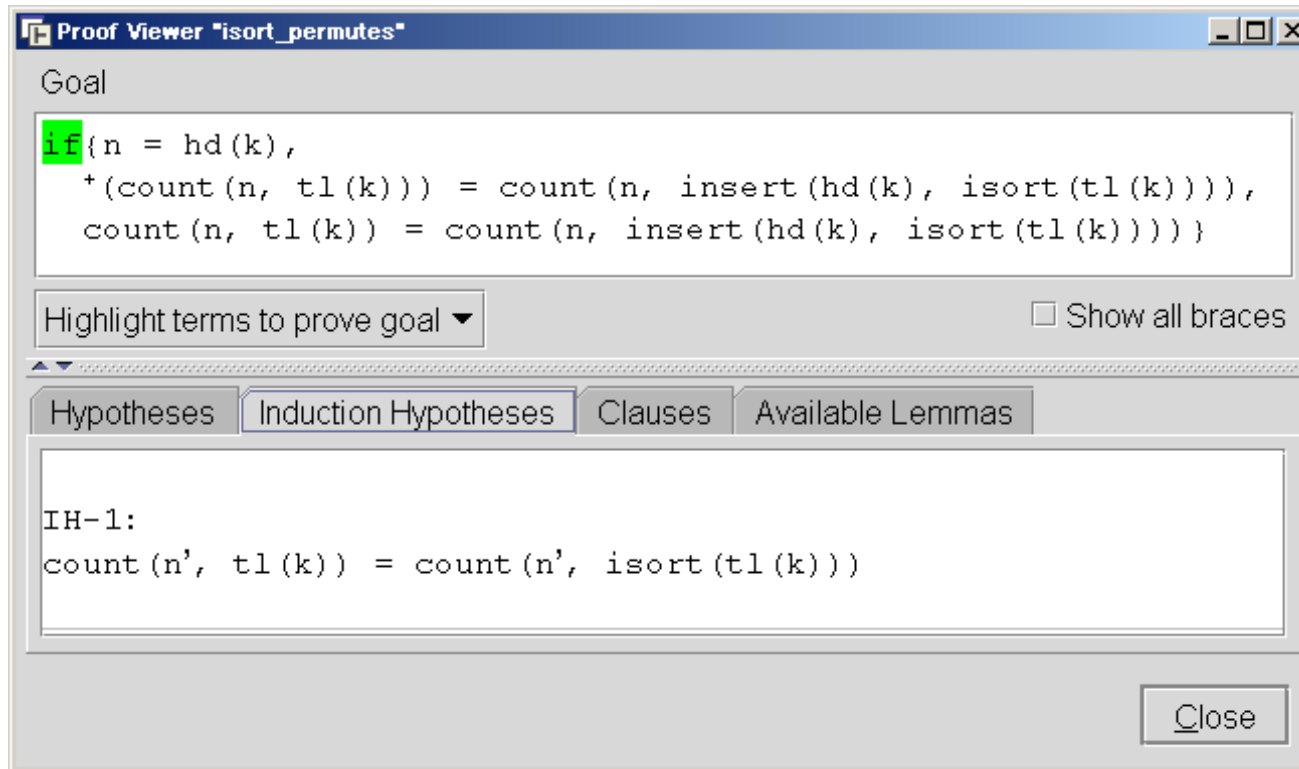 Proof Viewer "isort_permutes"
Goal
if{n = hd(k),
⁺(count(n, tl(k))) = count(n, insert(hd(k), isort(tl(k)))),
count(n, tl(k)) = count(n, insert(hd(k), isort(tl(k))))}
Highlight terms to prove goal
Show all braces
Hypotheses Induction Hypotheses Clauses Available Lemmas
IH-1:
count(n’, tl(k)) = count(n’, isort(tl(k)))
Close